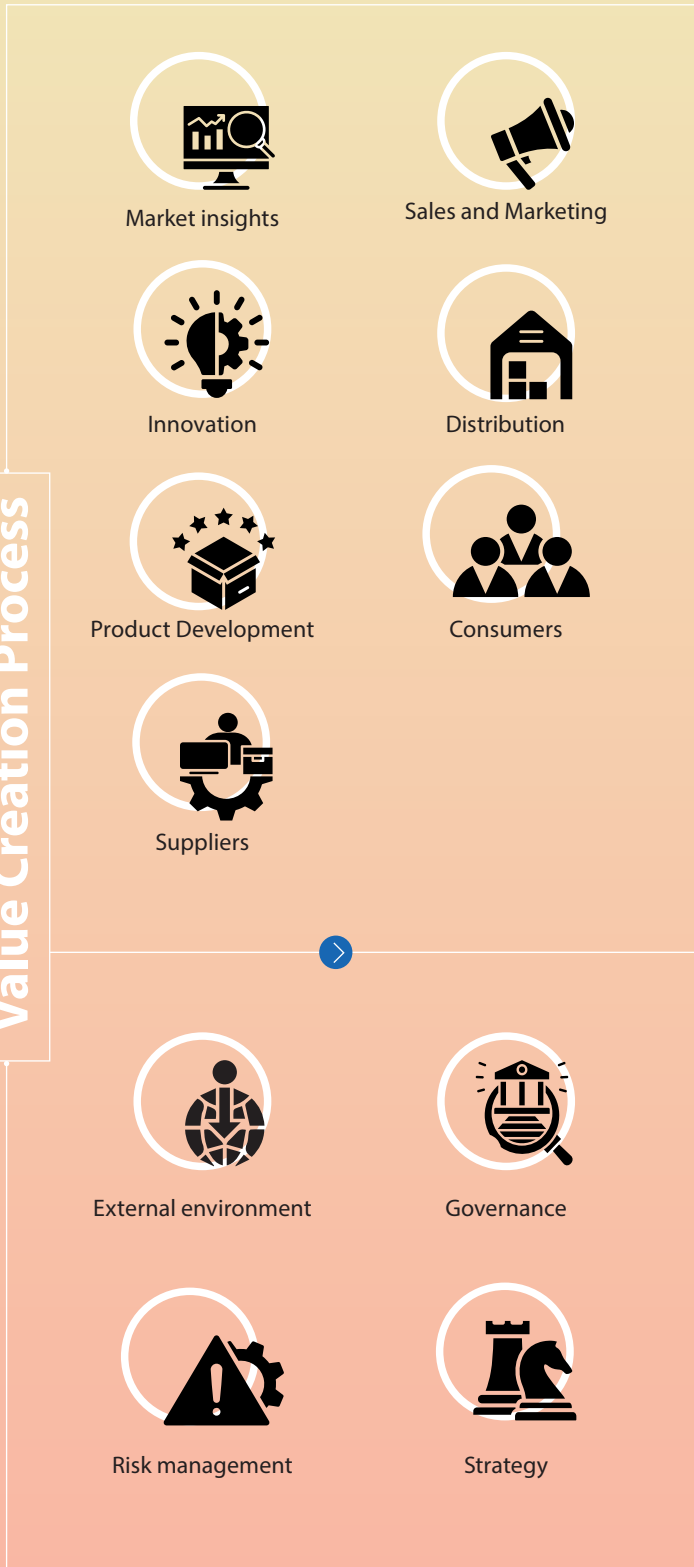 Value Creation Process
Market insights
Sales and Marketing
Innovation
Distribution
Product Development
Consumers
Suppliers
External environment
Governance
Risk management
Strategy